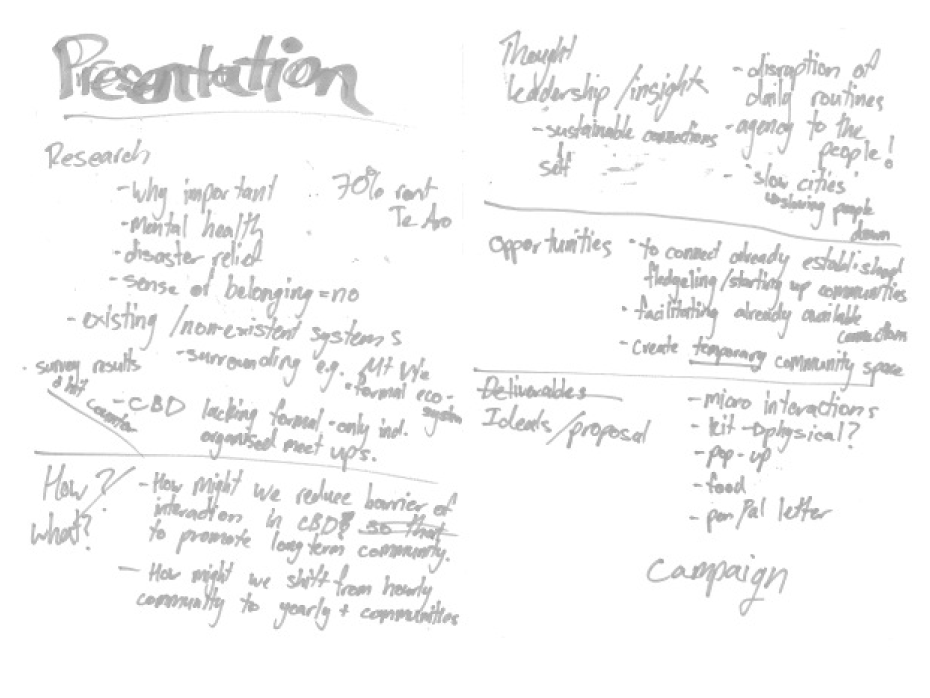 Presentation
Research
- Why important
70% rent
Te Aro
- Mental health
- disaster relief
- sense of belonging = no
- existing / non-existent systems
- surrounding e.g. Mt Vic
• formal eco-
system
• survey results
- CBD lacking formal - only ind.
organised meet up's.
How?/
what?
- How might we reduce barrier of
interaction in CBD? so that
to promote long term community.
- How might we shift from hourly
community to yearly + communities
Thought
leadership / insights
- sustainable connections
self
- disruption of
daily routines
- agency to the
people!
- 'slow cities'
slowing people
down
Opportunities
• to connect already established
fledgeling / starting up communities
• facilitating already available
connections
- Create temporary community space
Deliverables
Ideals / proposal
- micro interactions
- kit → physical?
- pop-up
- food
- pen Pal letter
Campaign